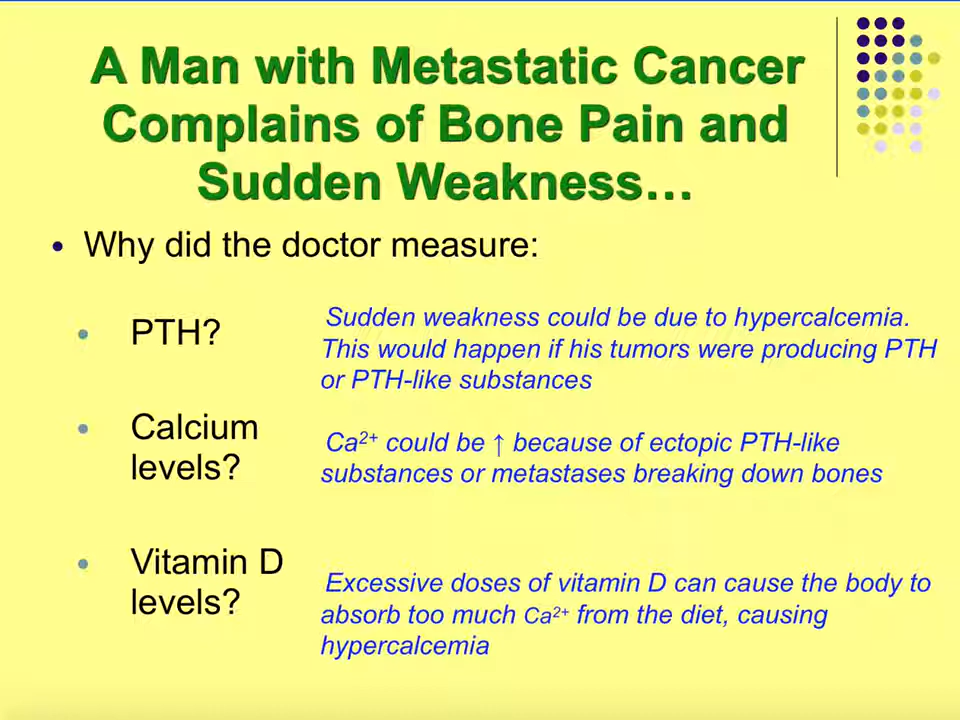 A Man with Metastatic Cancer
Complains of Bone Pain and
Sudden Weakness…
• Why did the doctor measure:
• PTH?
Sudden weakness could be due to hypercalcemia.
This would happen if his tumors were producing PTH
or PTH-like substances
• Calcium
levels?
Ca²⁺ could be ↑ because of ectopic PTH-like
substances or metastases breaking down bones
• Vitamin D
levels?
Excessive doses of vitamin D can cause the body to
absorb too much Ca²⁺ from the diet, causing
hypercalcemia